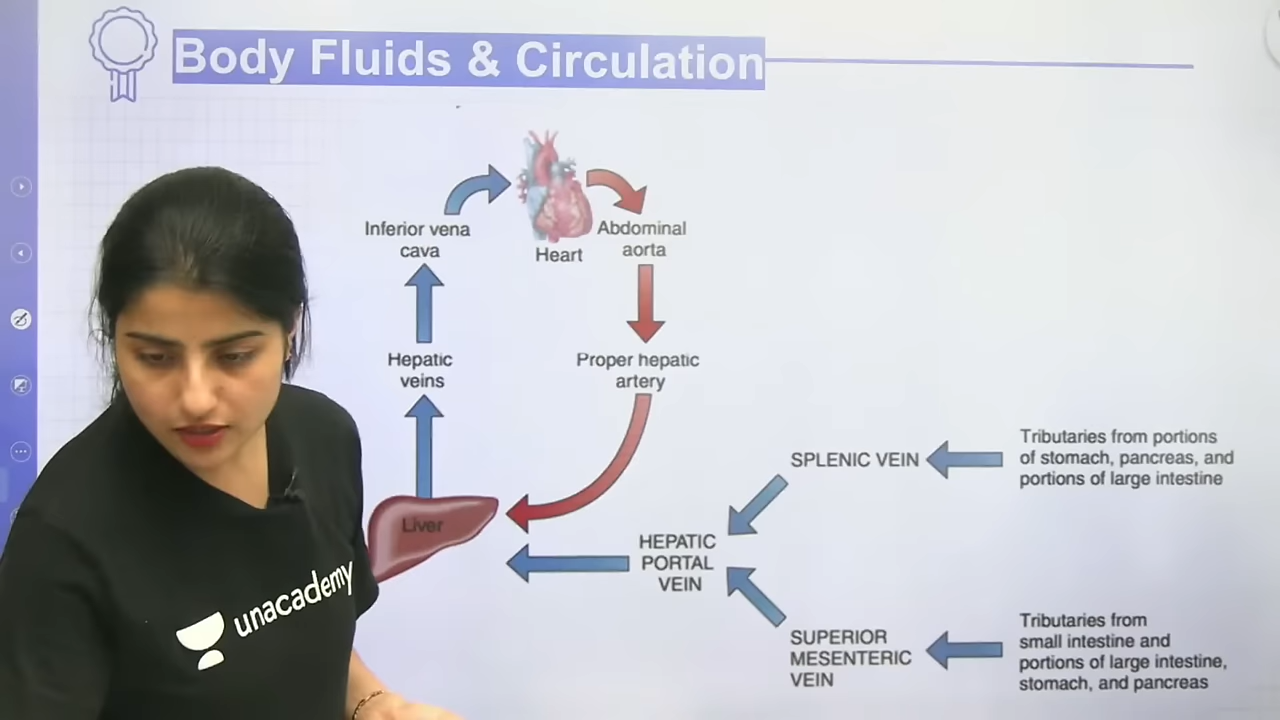 Body Fluids & Circulation
Inferior vena
cava
Heart
Abdominal
aorta
Hepatic
veins
Proper hepatic
artery
Liver
SPLENIC VEIN
Tributaries from portions
of stomach, pancreas, and
portions of large intestine
HEPATIC
PORTAL
VEIN
SUPERIOR
MESENTERIC
VEIN
Tributaries from
small intestine and
portions of large intestine,
stomach, and pancreas
unacademy